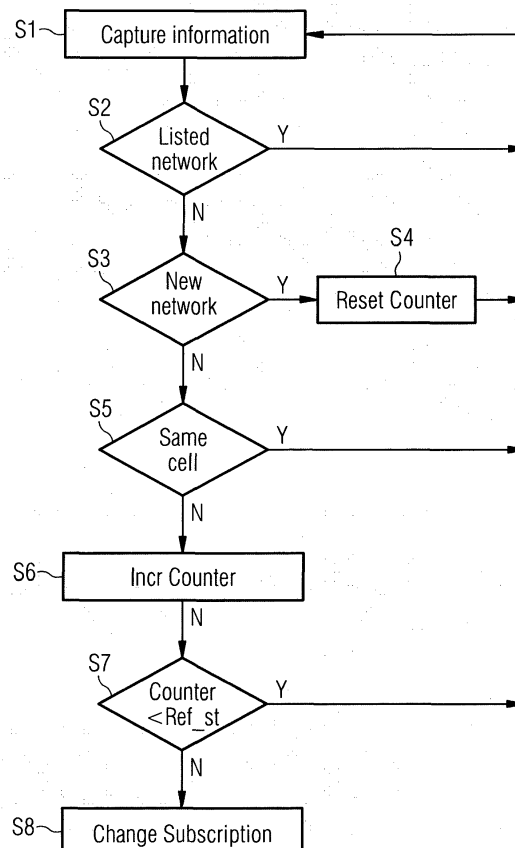 S1
Capture information
S2
Listed
network
Y
N
S3
New
network
Y
S4
Reset Counter
N
S5
Same
cell
Y
N
S6
Incr Counter
N
S7
Counter
<Ref_st
Y
N
S8
Change Subscription